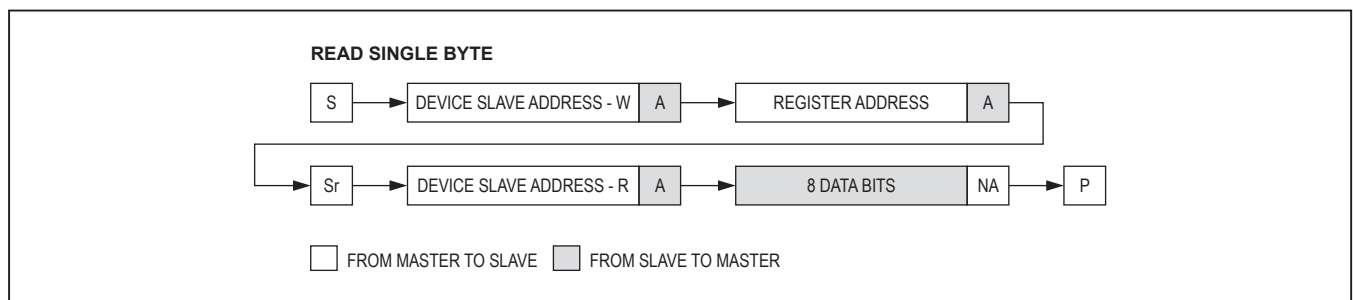 READ SINGLE BYTE
S DEVICE SLAVE ADDRESS - W A REGISTER ADDRESS A
Sr DEVICE SLAVE ADDRESS - R A 8 DATA BITS NA P
FROM MASTER TO SLAVE FROM SLAVE TO MASTER